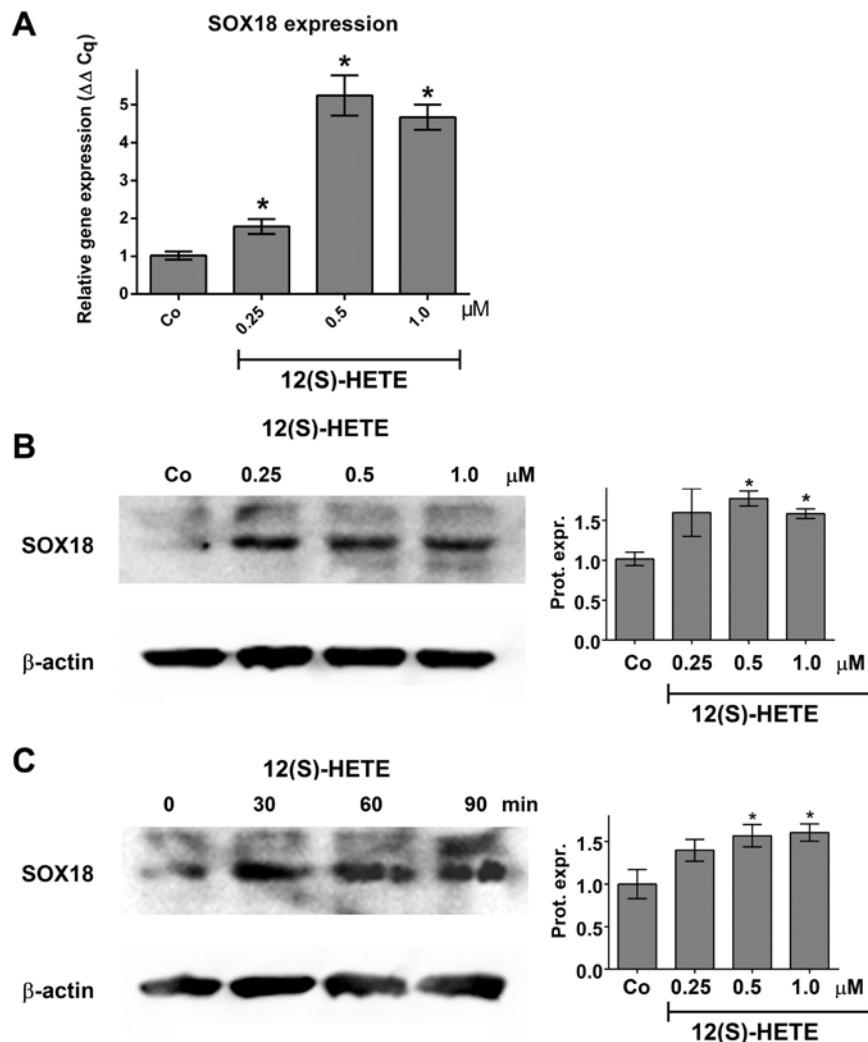 A
SOX18 expression
Relative gene expression (ΔΔ Cq)
5
4
3
2
1
0
* * *
Co 0.25 0.5 1.0 µM
12(S)-HETE
B
12(S)-HETE
Co 0.25 0.5 1.0 µM
SOX18
β-actin
Prot. expr.
1.5
1.0
0.5
0.0
* *
Co 0.25 0.5 1.0 µM
12(S)-HETE
C
12(S)-HETE
0 30 60 90 min
SOX18
β-actin
Prot. expr.
1.5
1.0
0.5
0.0
* *
Co 0.25 0.5 1.0 µM
12(S)-HETE